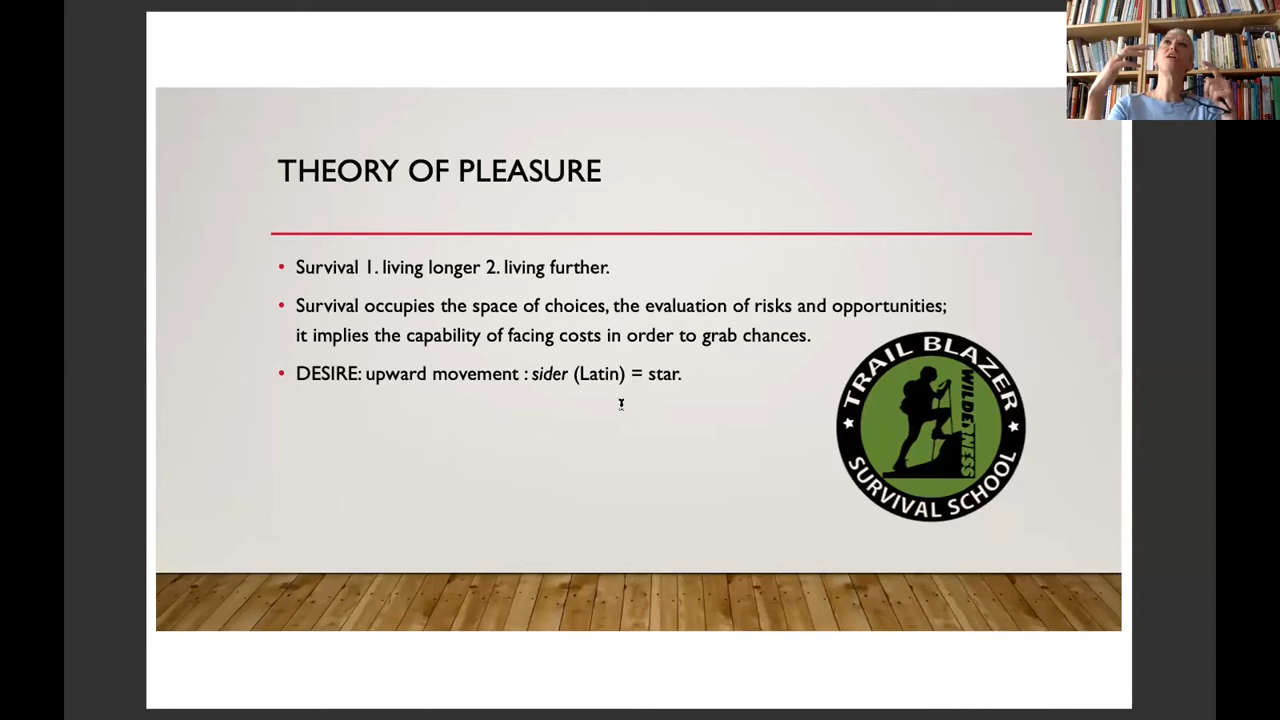 THEORY OF PLEASURE
• Survival 1. living longer 2. living further.
• Survival occupies the space of choices, the evaluation of risks and opportunities;
it implies the capability of facing costs in order to grab chances.
• DESIRE: upward movement : sider (Latin) = star.
TRAIL BLAZER
WILDERNESS
SURVIVAL SCHOOL